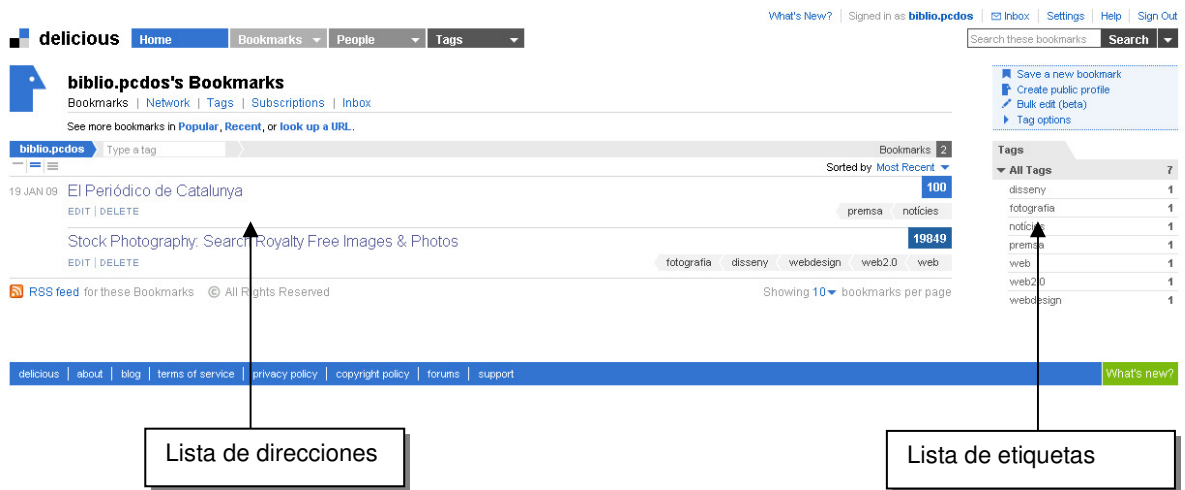 What's New? | Signed in as biblio.pcdos | Inbox | Settings | Help | Sign Out
delicious Home Bookmarks People Tags Search these bookmarks Search
biblio.pcdos's Bookmarks
Bookmarks | Network | Tags | Subscriptions | Inbox
See more bookmarks in Popular, Recent, or look up a URL.
Save a new bookmark
Create public profile
Bulk edit (beta)
Tag options
biblio.pcdos Type a tag Bookmarks 2
Sorted by Most Recent
19 JAN 09 El Periódico de Catalunya 100
EDIT | DELETE premsa notícies
Stock Photography: Search Royalty Free Images & Photos 19849
EDIT | DELETE fotografia disseny webdesign web2.0 web
RSS feed for these Bookmarks © All Rights Reserved Showing 10 bookmarks per page
Tags
All Tags 7
disseny 1
fotografia 1
notícies 1
premsa 1
web 1
web2.0 1
webdesign 1
delicious | about | blog | terms of service | privacy policy | copyright policy | forums | support What's new?
Lista de direcciones
Lista de etiquetas